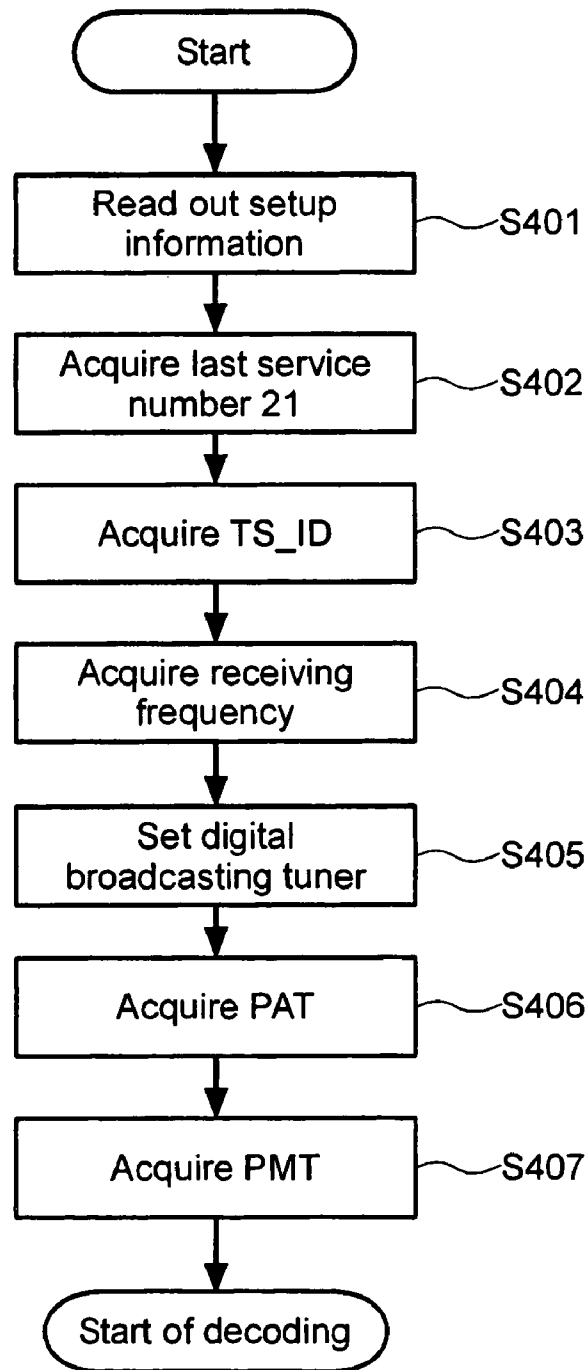 Start
Read out setup
information
S401
Acquire last service
number 21
S402
Acquire TS_ID
S403
Acquire receiving
frequency
S404
Set digital
broadcasting tuner
S405
Acquire PAT
S406
Acquire PMT
S407
Start of decoding